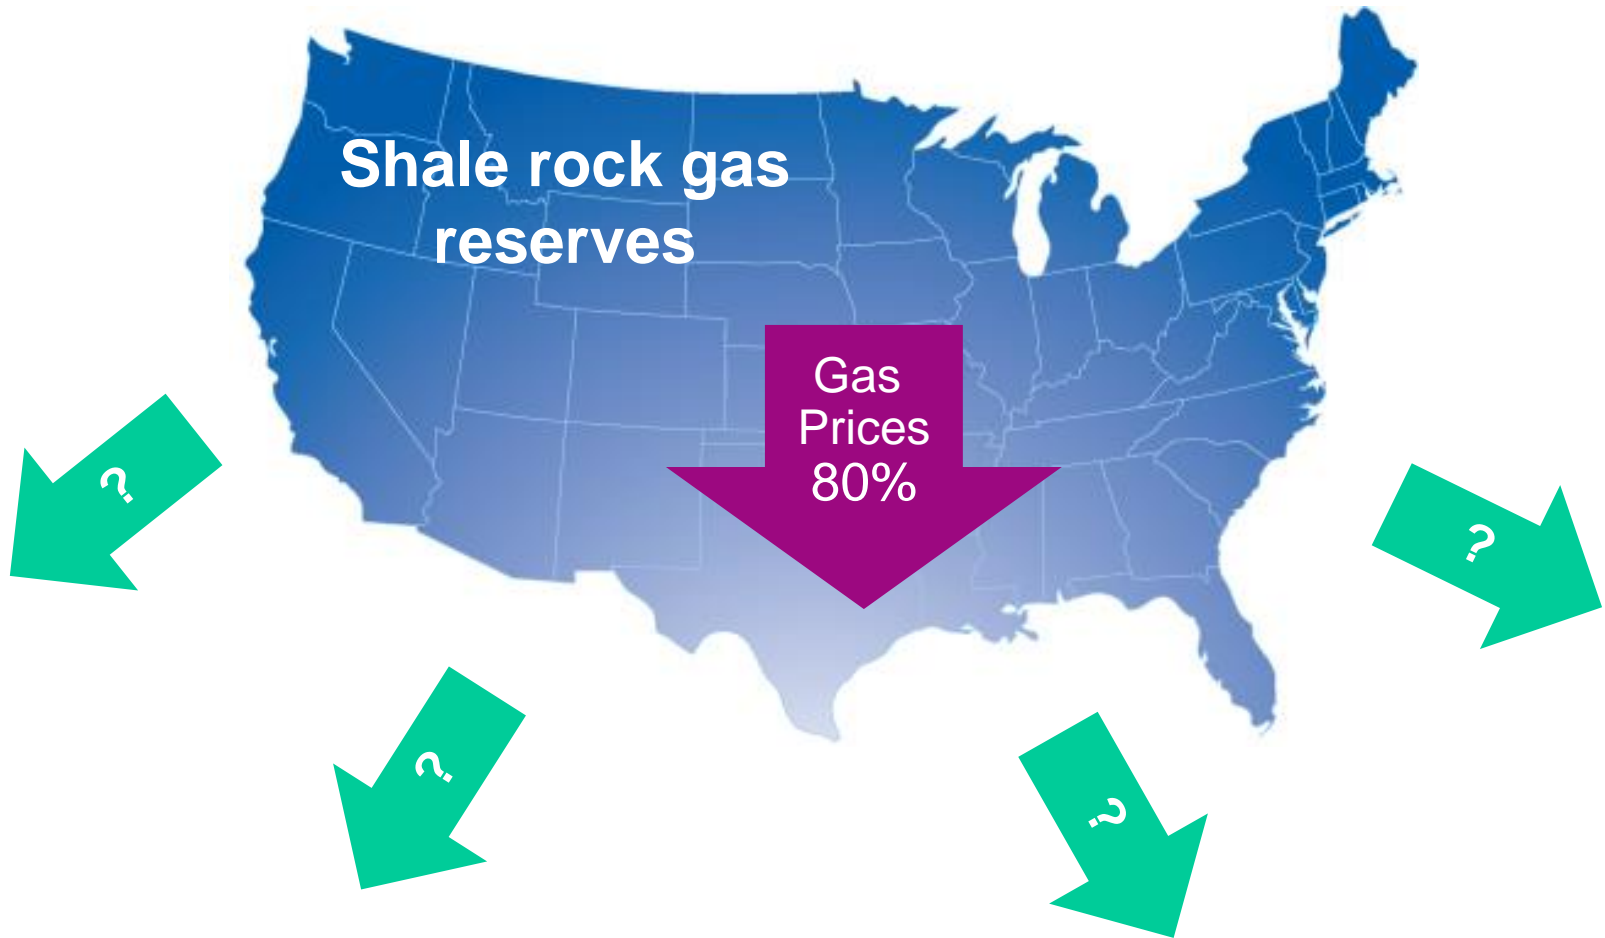 Shale rock gas
reserves
Gas
Prices
80%
?
?
?
?